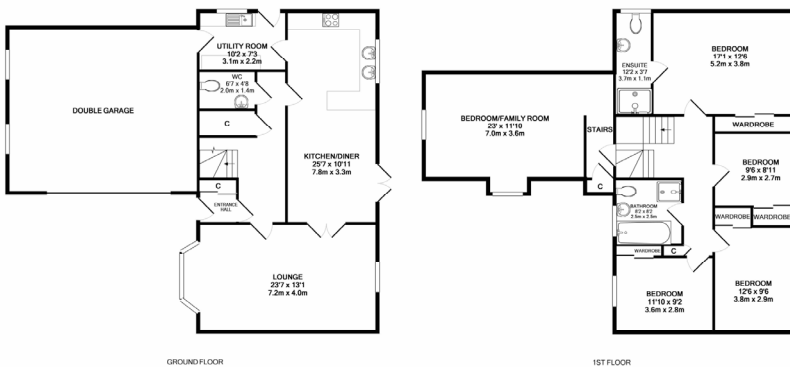 UTILITY ROOM
10'2 x 7'3
3.1m x 2.2m
WC
6'7 x 4'8
2.0m x 1.4m
DOUBLE GARAGE
C
KITCHEN/DINER
25'7 x 10'11
7.8m x 3.3m
C
ENTRANCE
HALL
LOUNGE
23'7 x 13'1
7.2m x 4.0m
GROUND FLOOR
BEDROOM
17'1 x 12'6
5.2m x 3.8m
ENSUITE
12'2 x 3'7
3.7m x 1.1m
BEDROOM/FAMILY ROOM
23' x 11'10
7.0m x 3.6m
STAIRS
WARDROBE
BEDROOM
9'6 x 8'11
2.9m x 2.7m
C
BATHROOM
8'2 x 8'2
2.5m x 2.5m
WARDROBE
WARDROBE
WARDROBE
C
BEDROOM
12'6 x 9'6
3.8m x 2.9m
BEDROOM
11'10 x 9'2
3.6m x 2.8m
1ST FLOOR